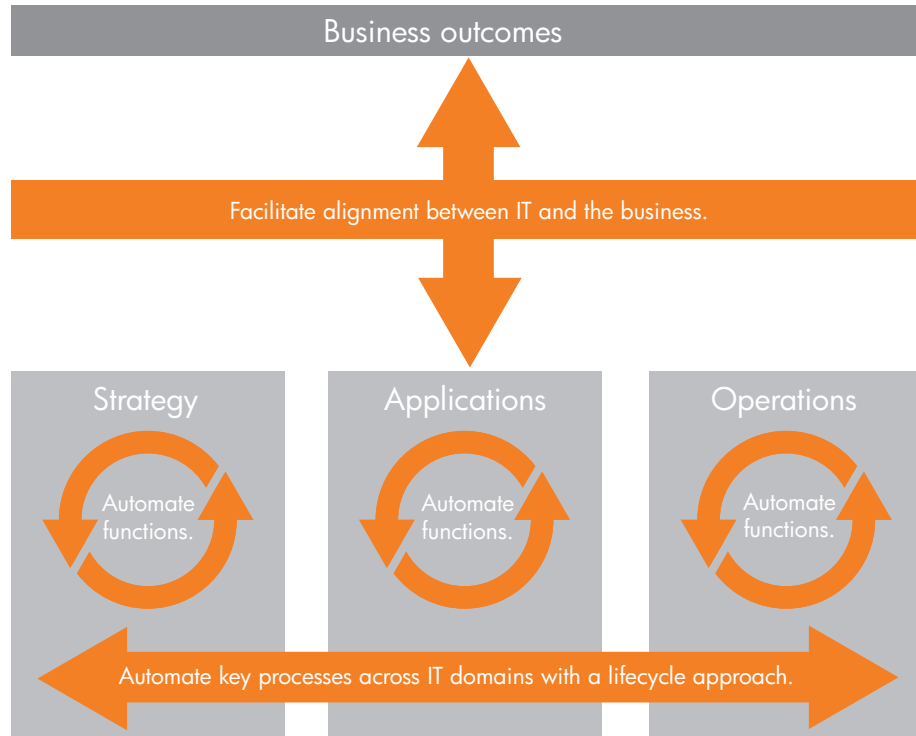 Business outcomes
Facilitate alignment between IT and the business.
Strategy
Automate
functions.
Applications
Automate
functions.
Operations
Automate
functions.
Automate key processes across IT domains with a lifecycle approach.